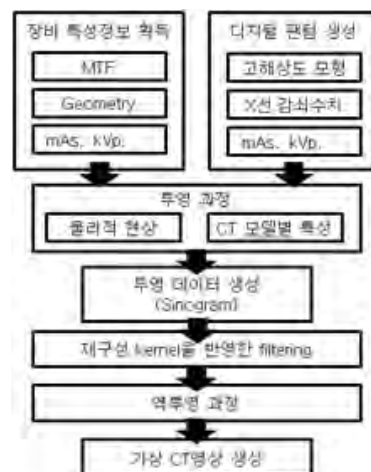 장비 특성정보 획득
MTF
Geometry
mAs, kVp,
디지털 팬텀 생성
고해상도 모형
X선 감쇠수치
mAs, kVp,
투영 과정
물리적 현상
CT 모델별 특성
투영 데이터 생성
(Sinogram)
재구성 kernel을 반영한 filtering
역투영 과정
가상 CT영상 생성